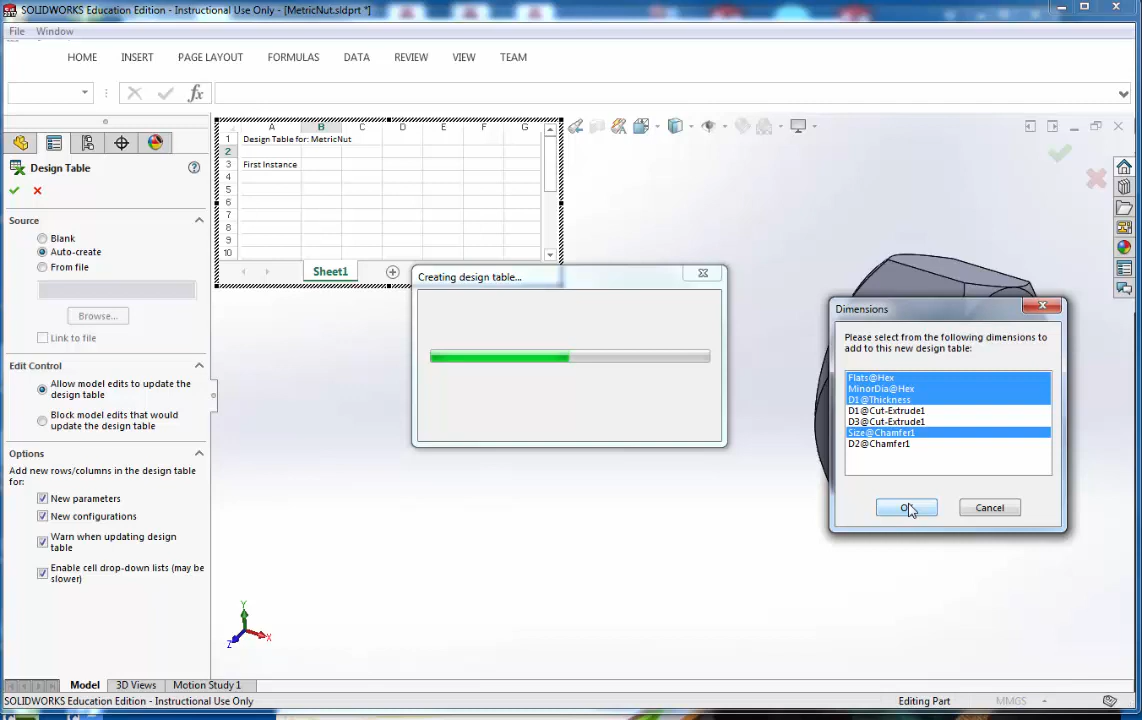 SOLIDWORKS Education Edition - Instructional Use Only - [MetricNut.sldprt *]
File Window
HOME INSERT PAGE LAYOUT FORMULAS DATA REVIEW VIEW TEAM
fx
A B C D E F G
1 Design Table for: MetricNut
2
3 First Instance
4
5
6
7
8
9
10
Sheet1
Design Table
Source
Blank
Auto-create
From file
Browse...
Link to file
Edit Control
Allow model edits to update the
design table
Block model edits that would
update the design table
Options
Add new rows/columns in the design table
for:
New parameters
New configurations
Warn when updating design
table
Enable cell drop-down lists (may be
slower)
Creating design table...
Dimensions
Please select from the following dimensions to
add to this new design table:
Flats@Hex
MinorDia@Hex
D1@Thickness
D1@Cut-Extrude1
D3@Cut-Extrude1
Size@Chamfer1
D2@Chamfer1
Cancel
Y
X
Z
Model 3D Views Motion Study 1
SOLIDWORKS Education Edition - Instructional Use Only Editing Part MMGS